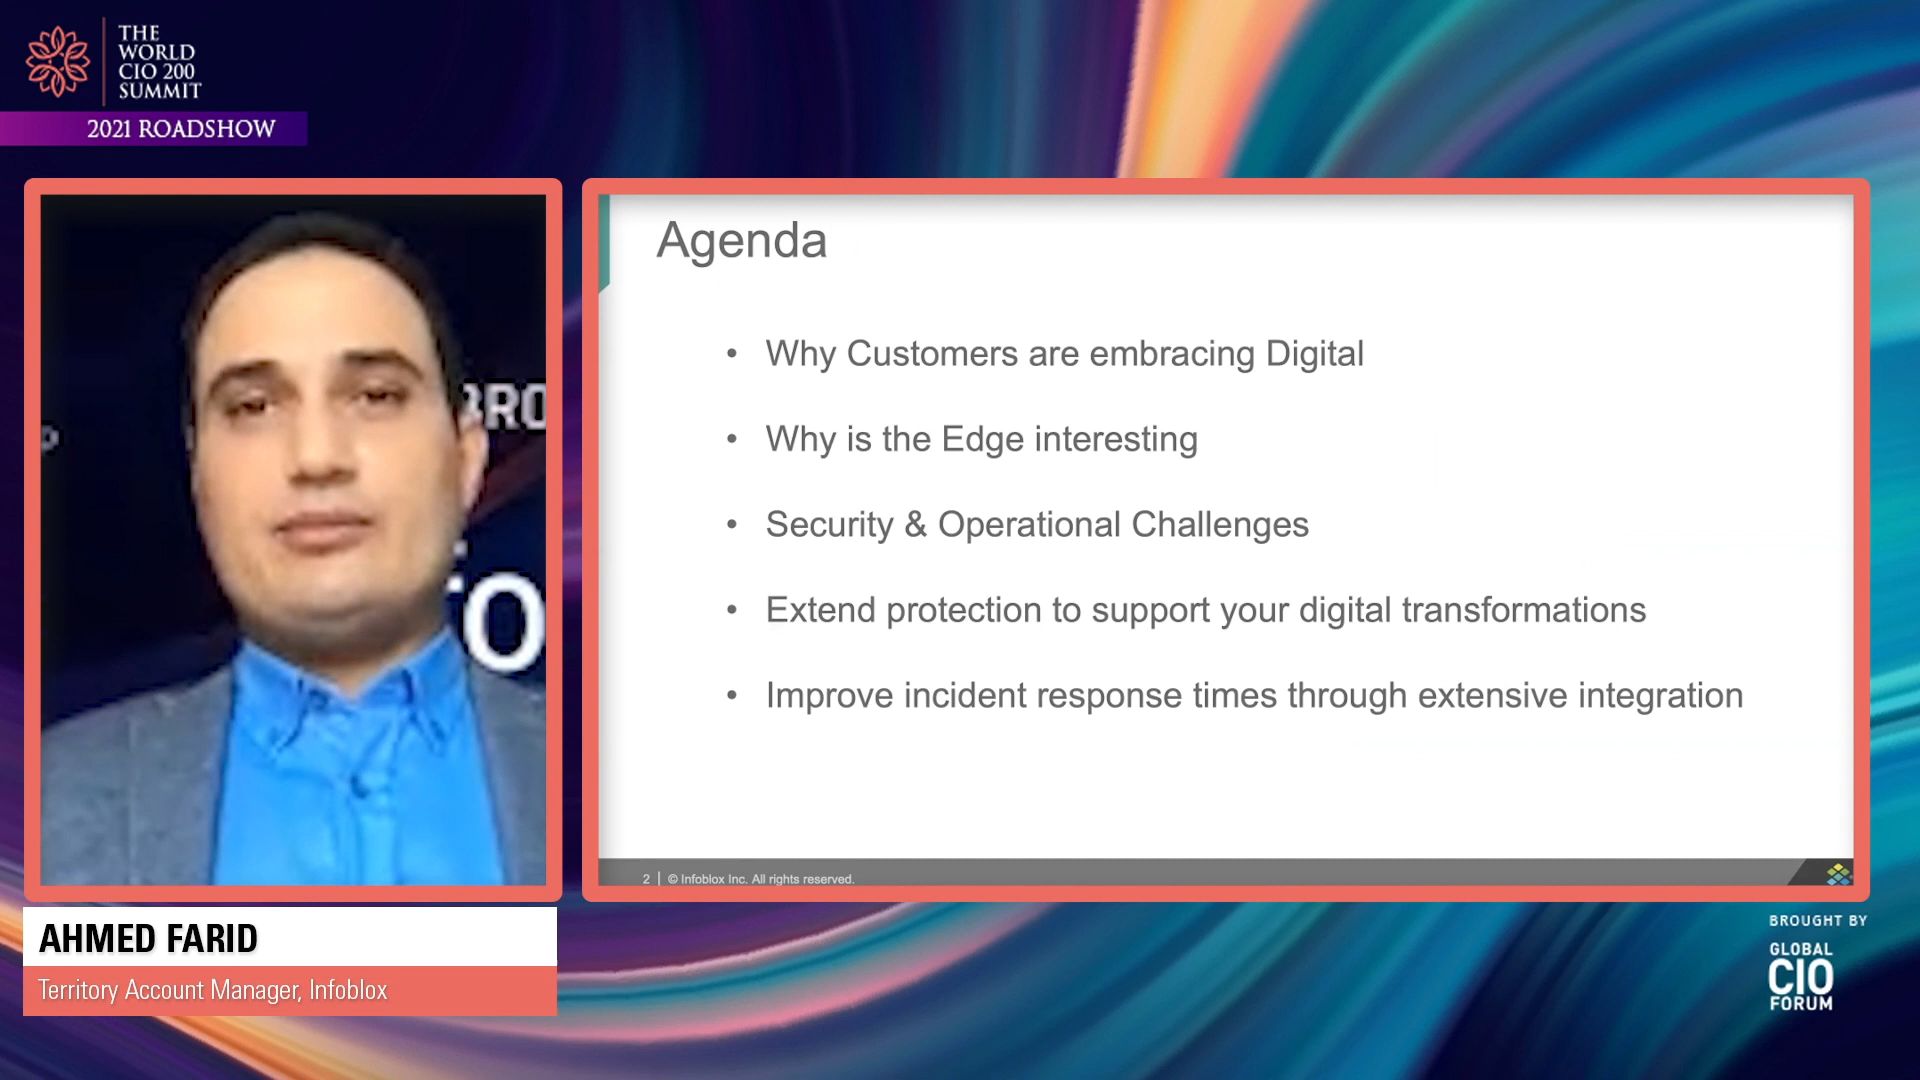 THE
WORLD
CIO 200
SUMMIT
2021 ROADSHOW
BRO
fo
Agenda
• Why Customers are embracing Digital
• Why is the Edge interesting
• Security & Operational Challenges
• Extend protection to support your digital transformations
• Improve incident response times through extensive integration
2 | © Infoblox Inc. All rights reserved.
AHMED FARID
Territory Account Manager, Infoblox
BROUGHT BY
GLOBAL
CIO
FORUM